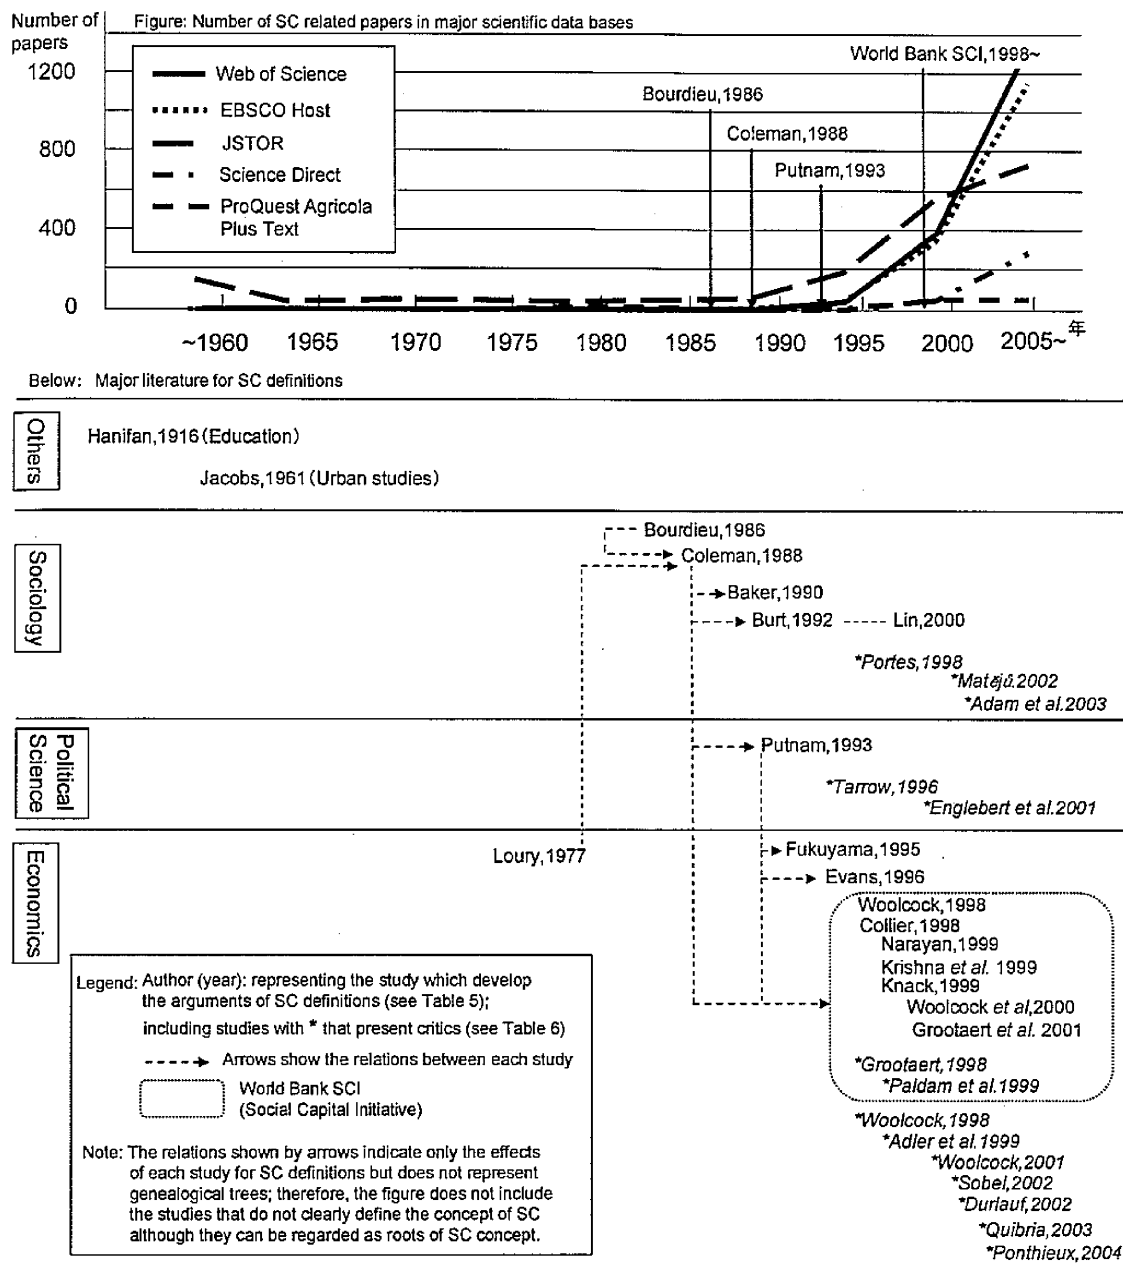 Number of papers
Figure: Number of SC related papers in major scientific data bases
1200
800
400
0
Web of Science
EBSCO Host
JSTOR
Science Direct
ProQuest Agricola
Plus Text
World Bank SCI,1998~
Bourdieu,1986
Coleman,1988
Putnam,1993
~1960 1965 1970 1975 1980 1985 1990 1995 2000 2005~ 年
Below: Major literature for SC definitions
Others
Hanifan,1916(Education)
Jacobs,1961(Urban studies)
Sociology
Bourdieu,1986
Coleman,1988
Baker,1990
Burt,1992 Lin,2000
*Portes,1998
*Matějů.2002
*Adam et al.2003
Political
Science
Putnam,1993
*Tarrow,1996
*Englebert et al.2001
Economics
Loury,1977
Fukuyama,1995
Evans,1996
Woolcock,1998
Collier,1998
Narayan,1999
Krishna et al. 1999
Knack,1999
Woolcock et al,2000
Grootaert et al. 2001
*Grootaert,1998
*Paldam et al.1999
*Woolcock,1998
*Adler et al.1999
*Woolcock,2001
*Sobel,2002
*Durlauf,2002
*Quibria,2003
*Ponthieux,2004
Legend: Author (year): representing the study which develop
the arguments of SC definitions (see Table 5);
including studies with * that present critics (see Table 6)
Arrows show the relations between each study
World Bank SCI
(Social Capital Initiative)
Note: The relations shown by arrows indicate only the effects
of each study for SC definitions but does not represent
genealogical trees; therefore, the figure does not include
the studies that do not clearly define the concept of SC
although they can be regarded as roots of SC concept.